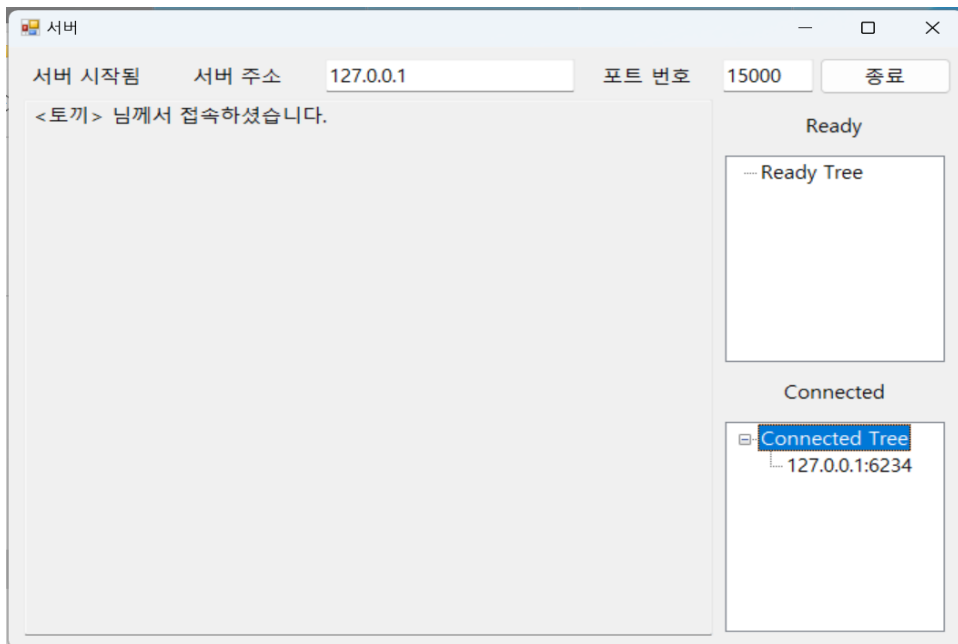 서버
서버 시작됨 서버 주소 127.0.0.1 포트 번호 15000 종료
<토끼> 님께서 접속하셨습니다.
Ready
Ready Tree
Connected
Connected Tree
127.0.0.1:6234